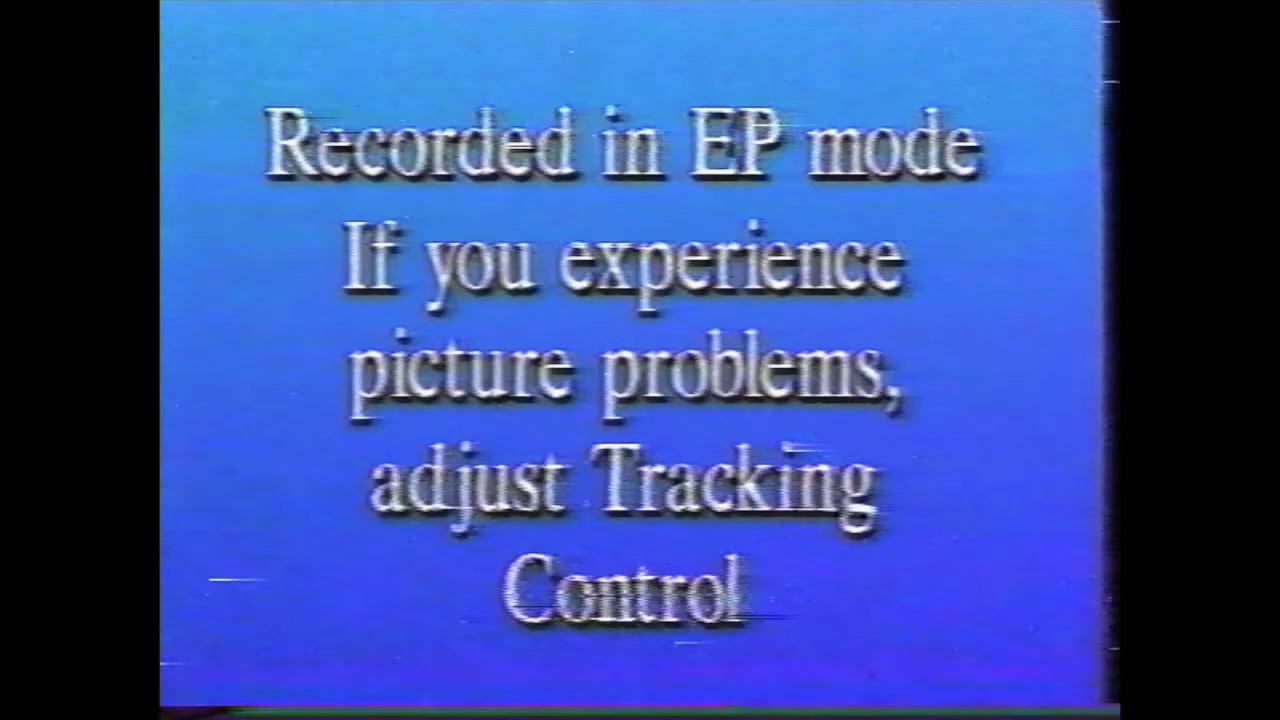 Recorded in EP mode
If you experience
picture problems,
adjust Tracking
Control